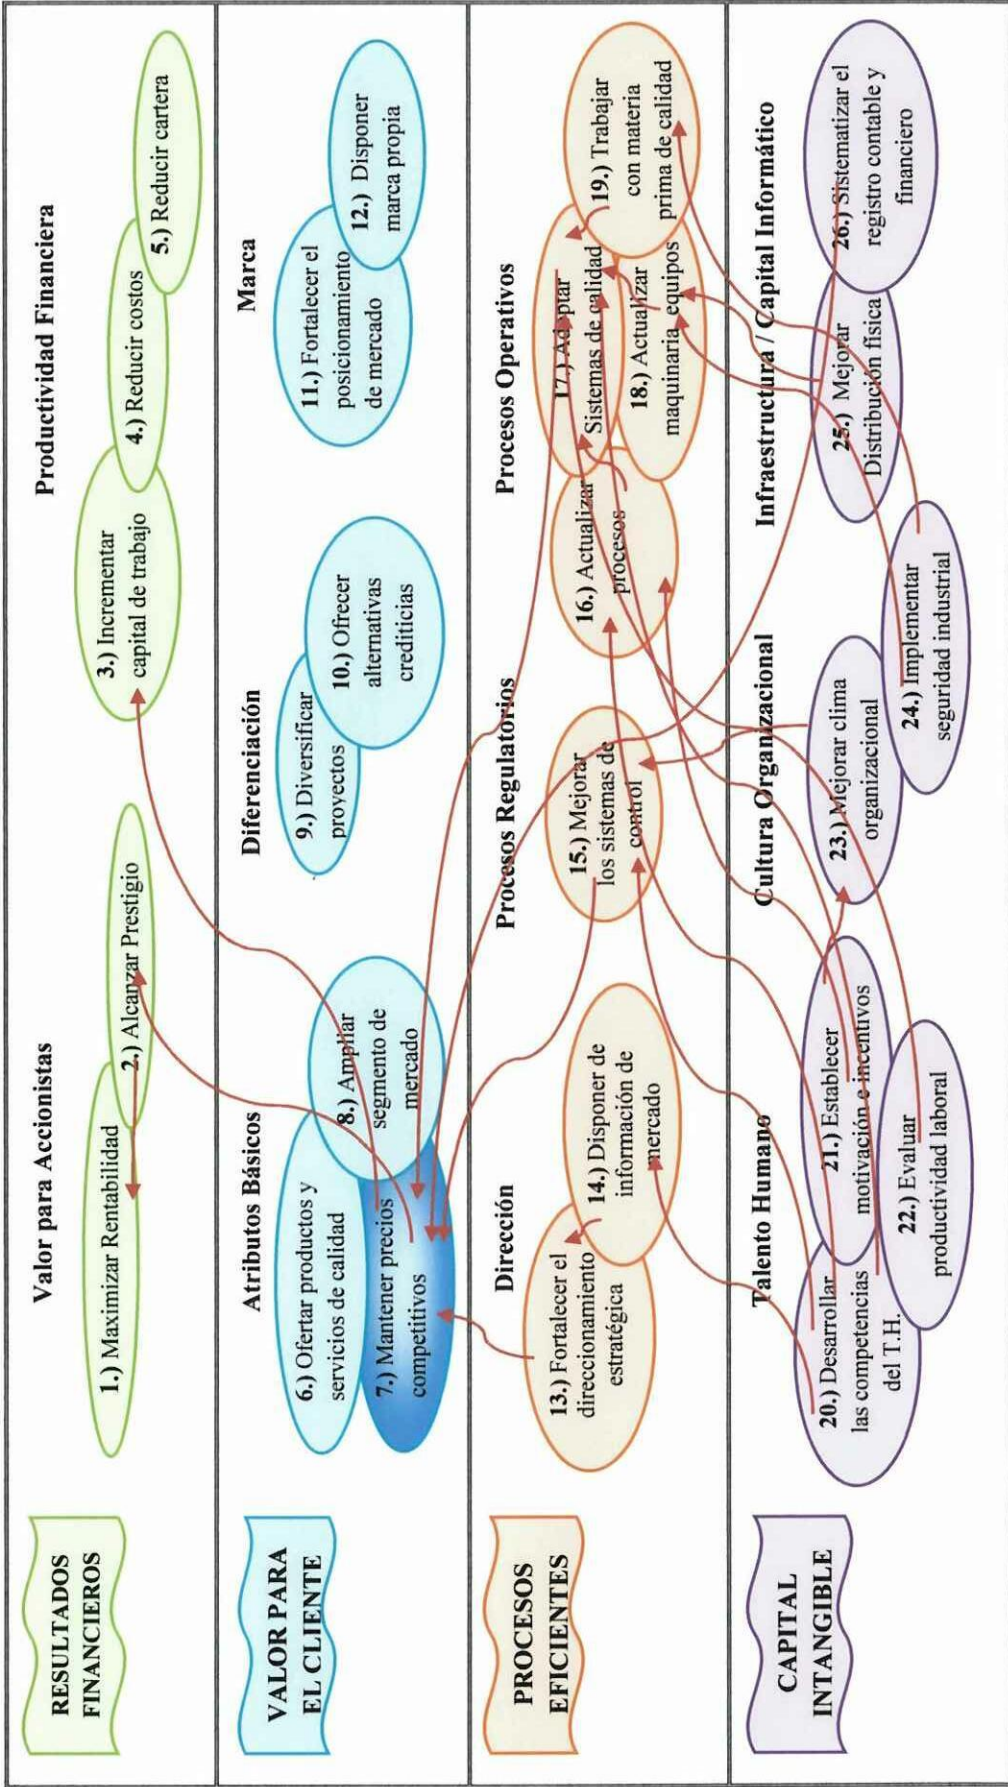 RESULTADOS
FINANCIEROS
Valor para Accionistas
Productividad Financiera
1.) Maximizar Rentabilidad
2.) Alcanzar Prestigio
3.) Incrementar
capital de trabajo
4.) Reducir costos
5.) Reducir cartera
VALOR PARA
EL CLIENTE
Atributos Básicos
Diferenciación
Marca
6.) Ofertar productos y
servicios de calidad
7.) Mantener precios
competitivos
8.) Ampliar
segmento de
mercado
9.) Diversificar
proyectos
10.) Ofrecer
alternativas
crediticias
11.) Fortalecer el
posicionamiento
de mercado
12.) Disponer
marca propia
PROCESOS
EFICIENTES
Dirección
Procesos Regulatorios
Procesos Operativos
13.) Fortalecer el
direccionamiento
estratégica
14.) Disponer de
información de
mercado
15.) Mejorar
los sistemas de
control
16.) Actualizar
procesos
17.) Adaptar
Sistemas de calidad
18.) Actualizar
maquinaria equipos
19.) Trabajar
con materia
prima de calidad
CAPITAL
INTANGIBLE
Talento Humano
Cultura Organizacional
Infraestructura / Capital Informático
20.) Desarrollar
las competencias
del T.H.
21.) Establecer
motivación e incentivos
22.) Evaluar
productividad laboral
23.) Mejorar clima
organizacional
24.) Implementar
seguridad industrial
25.) Mejorar
Distribución física
26.) Sistematizar el
registro contable y
financiero